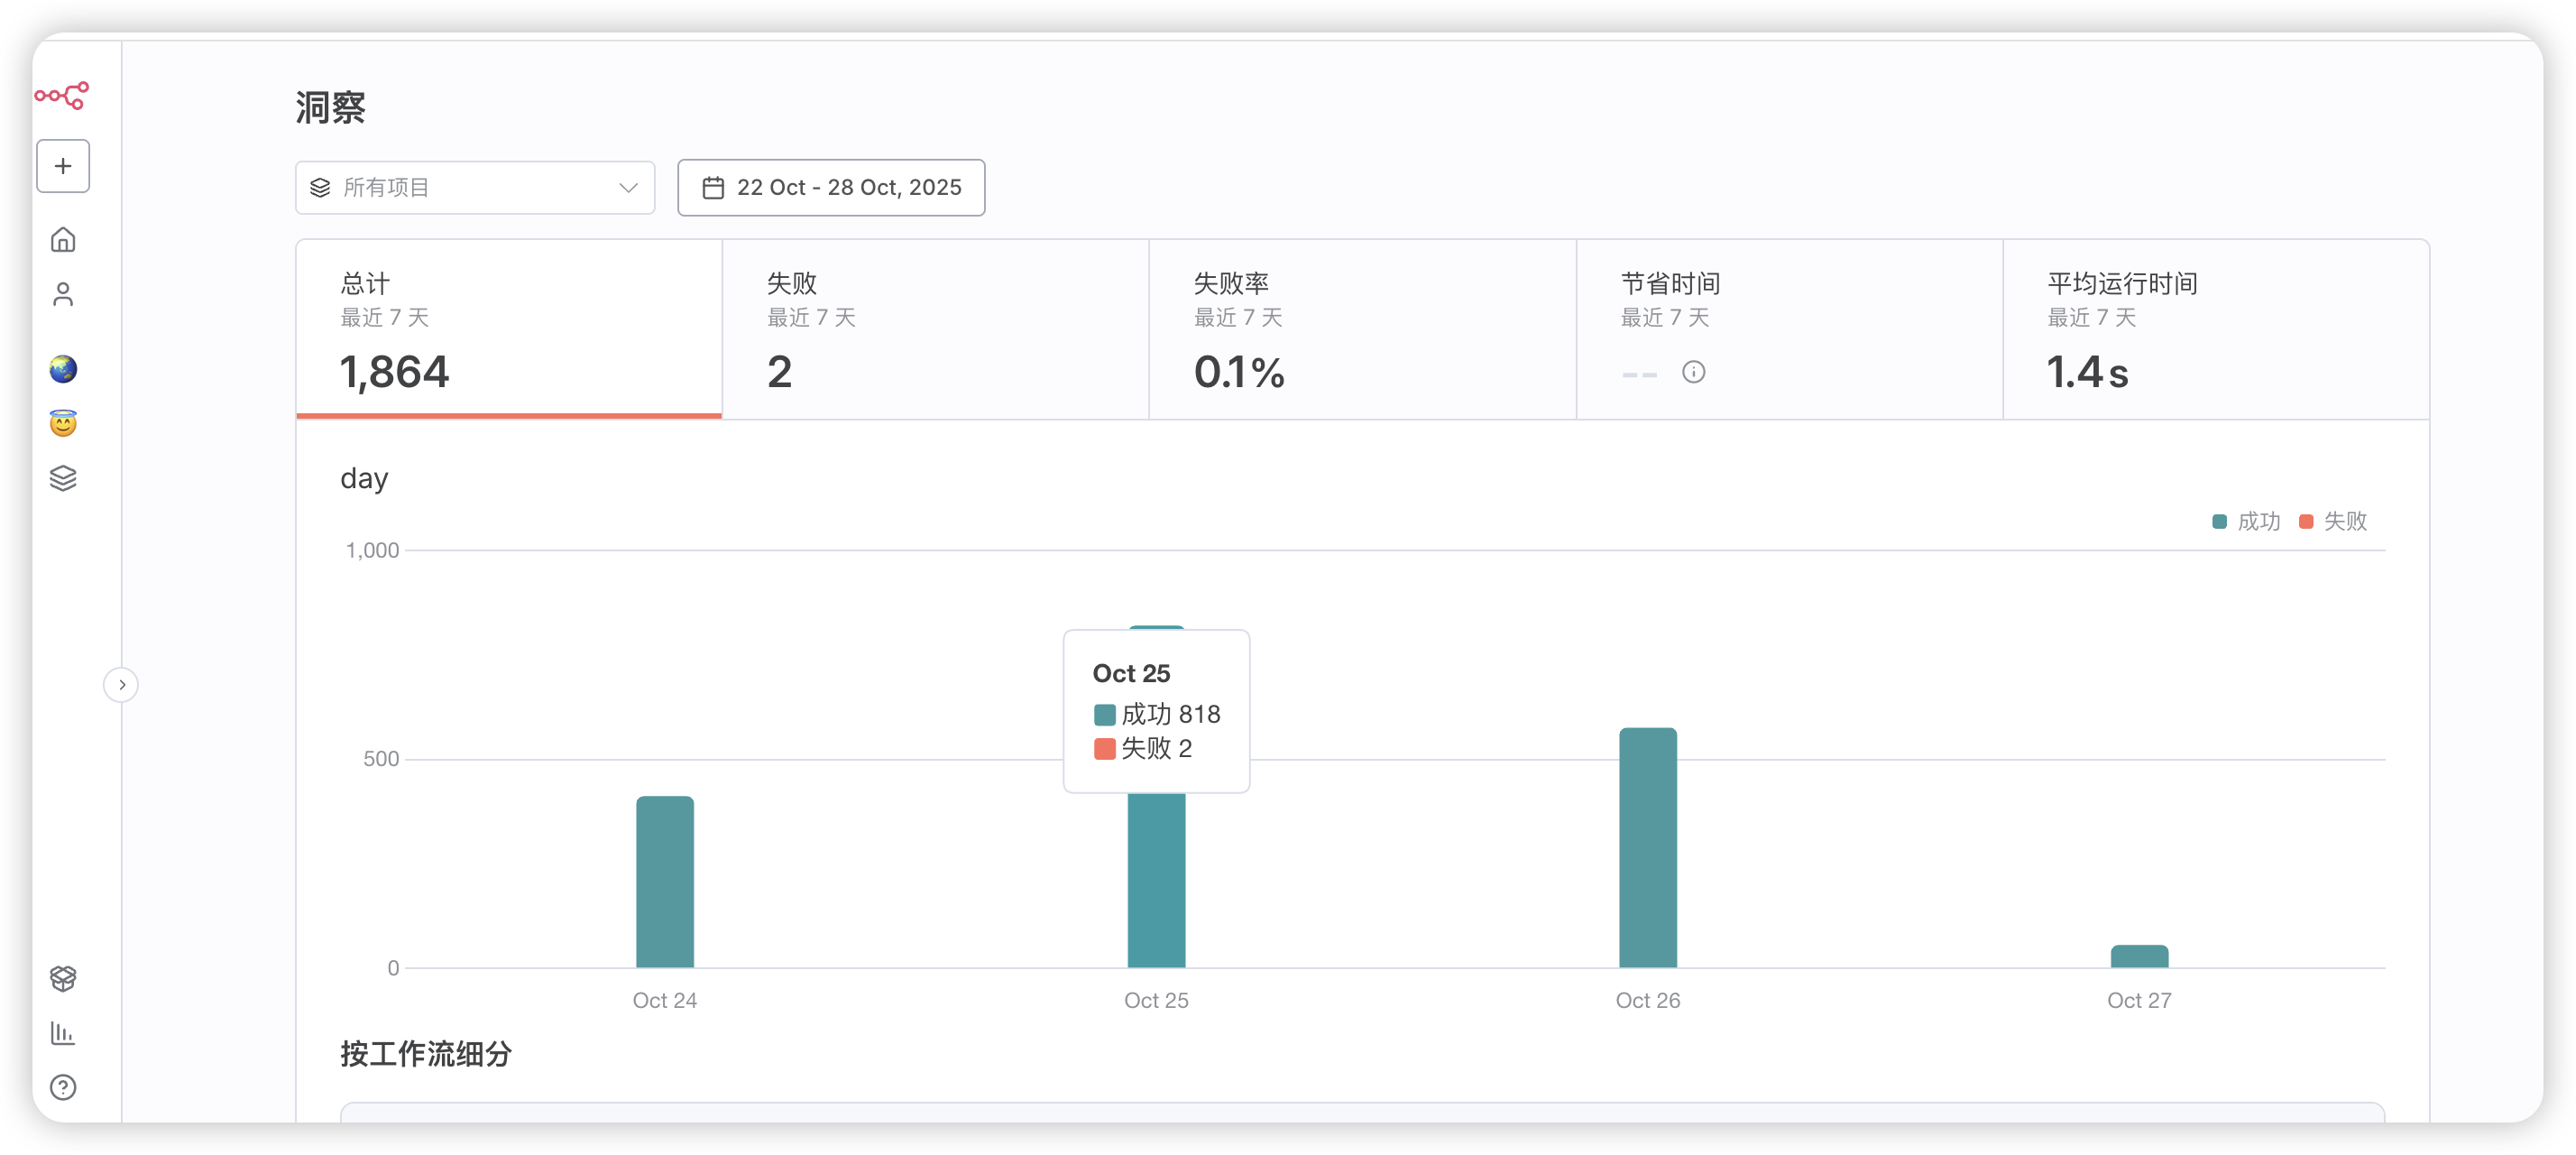 洞察
所有项目
22 Oct - 28 Oct, 2025
总计
最近 7 天
1,864
失败
最近 7 天
2
失败率
最近 7 天
0.1%
节省时间
最近 7 天
--
平均运行时间
最近 7 天
1.4s
day
成功 失败
1,000
500
0
Oct 25
成功 818
失败 2
Oct 24 Oct 25 Oct 26 Oct 27
按工作流细分